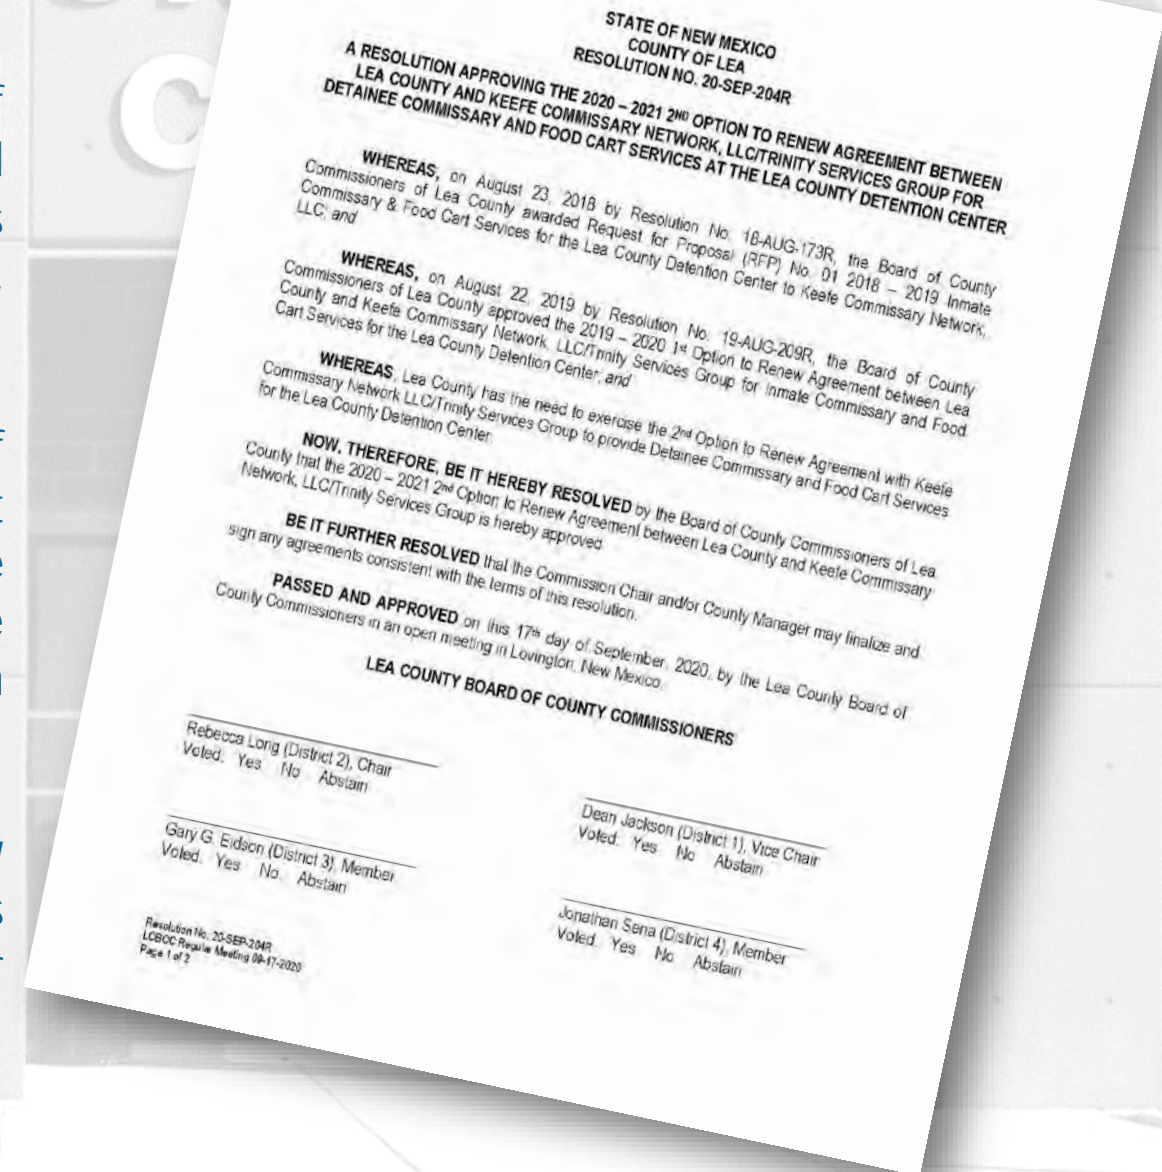 STATE OF NEW MEXICO
COUNTY OF LEA
RESOLUTION NO. 20-SEP-204R
A RESOLUTION APPROVING THE 2020 – 2021 2ND OPTION TO RENEW AGREEMENT BETWEEN
LEA COUNTY AND KEEFE COMMISSARY NETWORK, LLC/TRINITY SERVICES GROUP FOR
DETAINEE COMMISSARY AND FOOD CART SERVICES AT THE LEA COUNTY DETENTION CENTER
WHEREAS, on August 23, 2018 by Resolution No. 18-AUG-173R, the Board of County
Commissioners of Lea County awarded Request for Proposal (RFP) No. 01 2018 – 2019 Inmate
Commissary & Food Cart Services for the Lea County Detention Center to Keefe Commissary Network,
LLC; and
WHEREAS, on August 22, 2019 by Resolution No. 19-AUG-209R, the Board of County
Commissioners of Lea County approved the 2019 – 2020 1st Option to Renew Agreement between Lea
County and Keefe Commissary Network, LLC/Trinity Services Group for Inmate Commissary and Food
Cart Services for the Lea County Detention Center; and
WHEREAS, Lea County has the need to exercise the 2nd Option to Renew Agreement with Keefe
Commissary Network LLC/Trinity Services Group to provide Detainee Commissary and Food Cart Services
for the Lea County Detention Center.
NOW, THEREFORE, BE IT HEREBY RESOLVED by the Board of County Commissioners of Lea
County that the 2020 – 2021 2nd Option to Renew Agreement between Lea County and Keefe Commissary
Network, LLC/Trinity Services Group is hereby approved.
BE IT FURTHER RESOLVED that the Commission Chair and/or County Manager may finalize and
sign any agreements consistent with the terms of this resolution.
PASSED AND APPROVED on this 17th day of September, 2020, by the Lea County Board of
County Commissioners in an open meeting in Lovington, New Mexico.
LEA COUNTY BOARD OF COUNTY COMMISSIONERS
Rebecca Long (District 2), Chair
Voted: Yes No Abstain
Dean Jackson (District 1), Vice Chair
Voted: Yes No Abstain
Gary G. Eidson (District 3), Member
Voted: Yes No Abstain
Jonathan Sena (District 4), Member
Voted: Yes No Abstain
Resolution No. 20-SEP-204R
LCBCC Regular Meeting 09-17-2020
Page 1 of 2